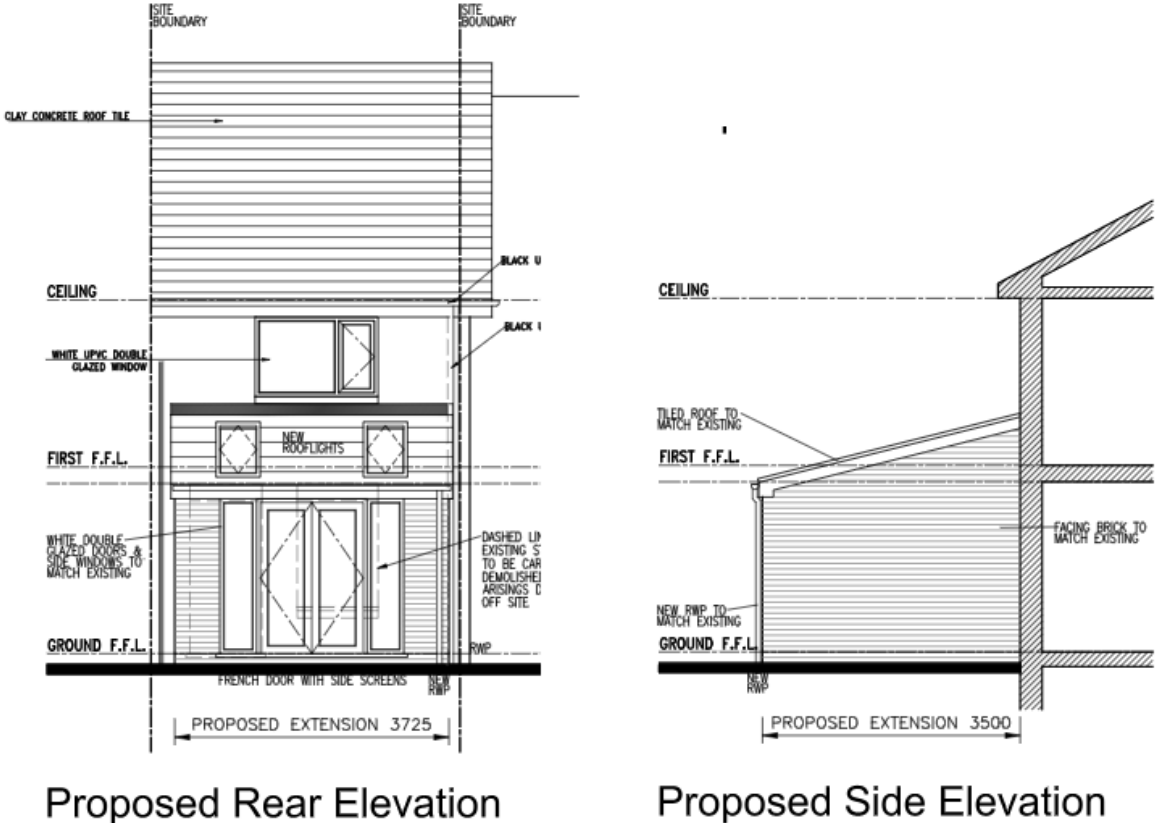 SITE
BOUNDARY
SITE
BOUNDARY
CLAY CONCRETE ROOF TILE
BLACK U
CEILING
BLACK U
WHITE UPVC DOUBLE
GLAZED WINDOW
NEW
ROOFLIGHTS
FIRST F.F.L.
WHITE DOUBLE
GLAZED DOORS &
SIDE WINDOWS TO
MATCH EXISTING
DASHED LIN
EXISTING S
TO BE CAR
DEMOLISHE
ARISINGS D
OFF SITE
GROUND F.F.L.
RWP
FRENCH DOOR WITH SIDE SCREENS
NEW
RWP
PROPOSED EXTENSION 3725
Proposed Rear Elevation
CEILING
TILED ROOF TO
MATCH EXISTING
FIRST F.F.L.
FACING BRICK TO
MATCH EXISTING
NEW RWP TO
MATCH EXISTING
GROUND F.F.L.
NEW
RWP
PROPOSED EXTENSION 3500
Proposed Side Elevation